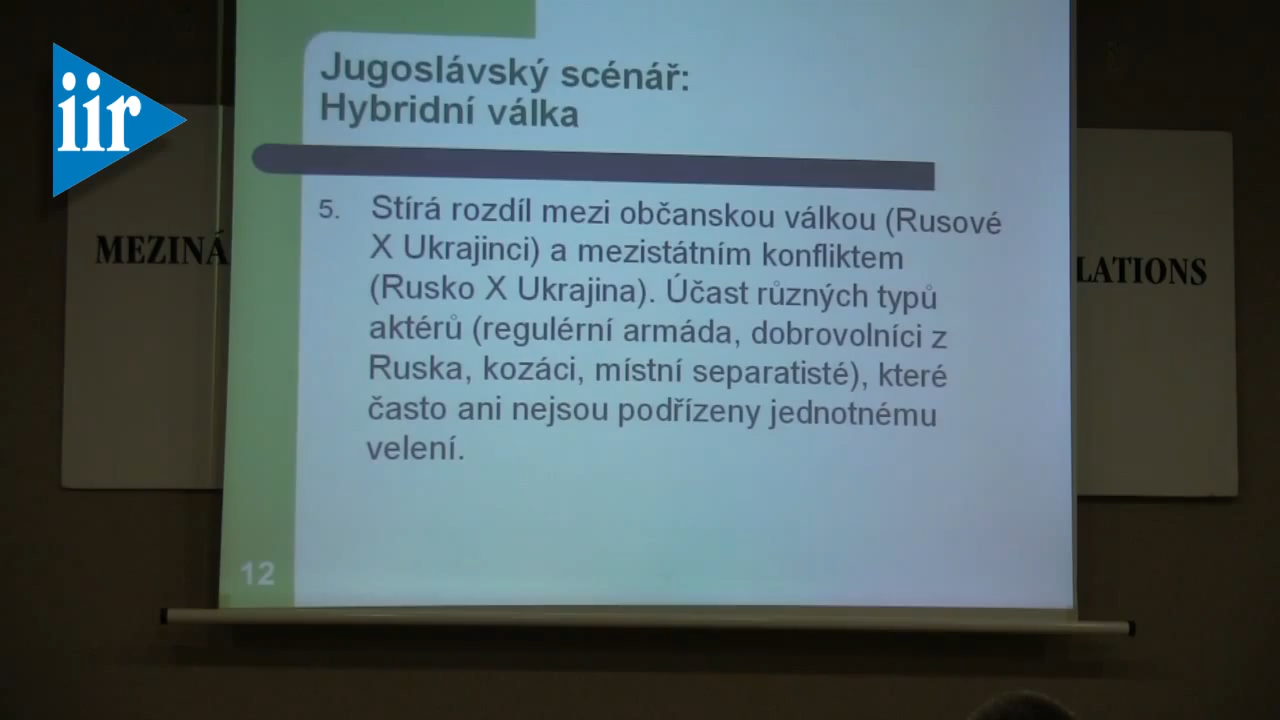 iir
Jugoslávský scénář:
Hybridní válka
MEZINÁ
LATIONS
5. Stírá rozdíl mezi občanskou válkou (Rusové
X Ukrajinci) a mezistátním konfliktem
(Rusko X Ukrajina). Účast různých typů
aktérů (regulérní armáda, dobrovolníci z
Ruska, kozáci, místní separatisté), které
často ani nejsou podřízeny jednotnému
velení.
12